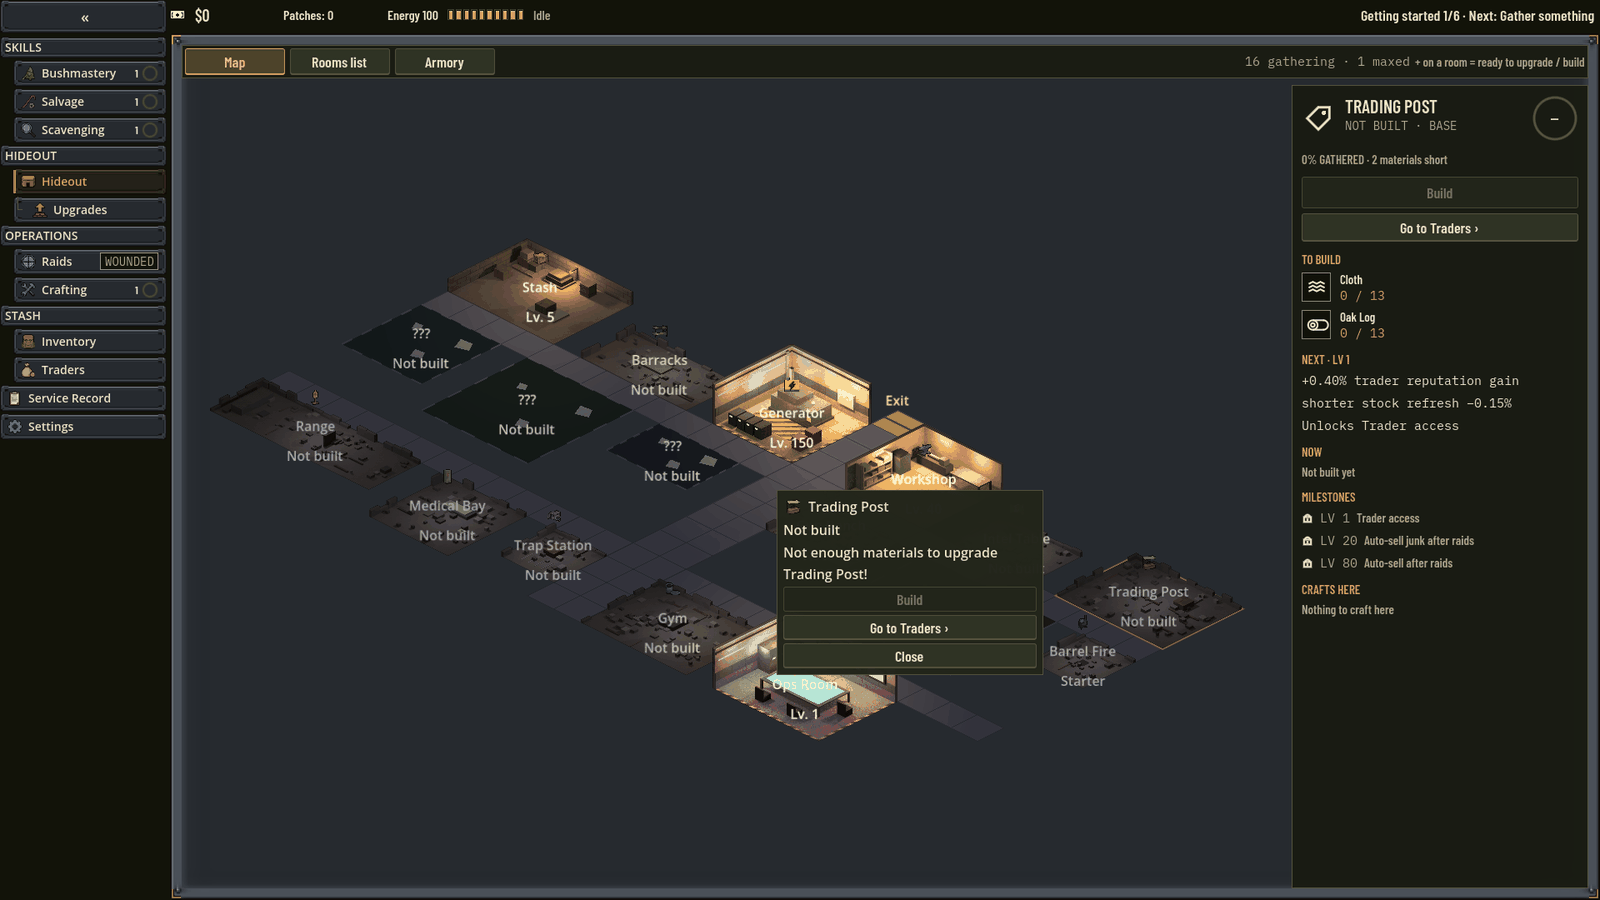 «
$0
Patches: 0
Energy 100
Idle
Getting started 1/6 · Next: Gather something
SKILLS
Bushmastery 1
Salvage 1
Scavenging 1
HIDEOUT
Hideout
Upgrades
OPERATIONS
Raids WOUNDED
Crafting 1
STASH
Inventory
Traders
Service Record
Settings
Map
Rooms list
Armory
16 gathering · 1 maxed + on a room = ready to upgrade / build
Stash
Lv. 5
???
Not built
Barracks
Not built
???
Not built
Generator
Lv. 150
Exit
Range
Not built
???
Not built
Workshop
Medical Bay
Not built
Trap Station
Not built
Gym
Not built
Ops Room
Lv. 1
Trading Post
Not built
Barrel Fire
Starter
Trading Post
Not built
Not enough materials to upgrade
Trading Post!
Build
Go to Traders ›
Close
TRADING POST
NOT BUILT · BASE
–
0% GATHERED · 2 materials short
Build
Go to Traders ›
TO BUILD
Cloth
0 / 13
Oak Log
0 / 13
NEXT · LV 1
+0.40% trader reputation gain
shorter stock refresh −0.15%
Unlocks Trader access
NOW
Not built yet
MILESTONES
LV 1 Trader access
LV 20 Auto-sell junk after raids
LV 80 Auto-sell after raids
CRAFTS HERE
Nothing to craft here